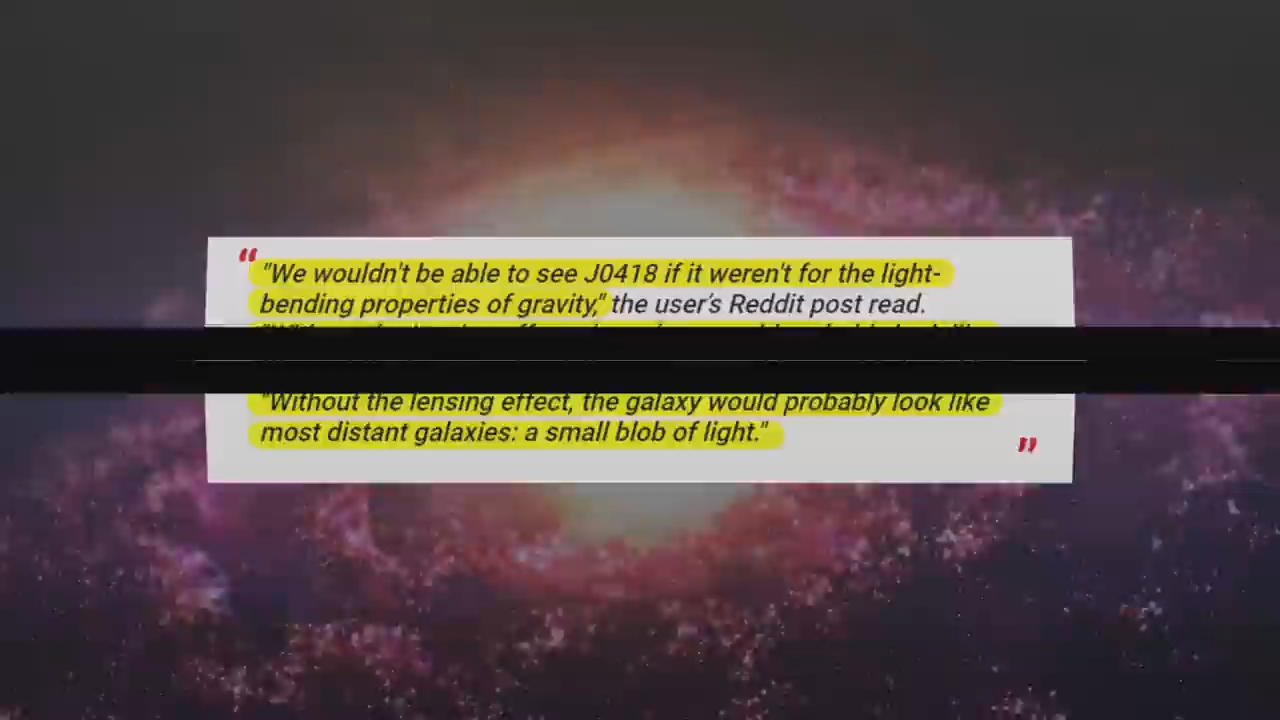 “
"We wouldn't be able to see J0418 if it weren't for the light-
bending properties of gravity," the user's Reddit post read.
"Without the lensing effect, the galaxy would probably look like
most distant galaxies: a small blob of light."
”